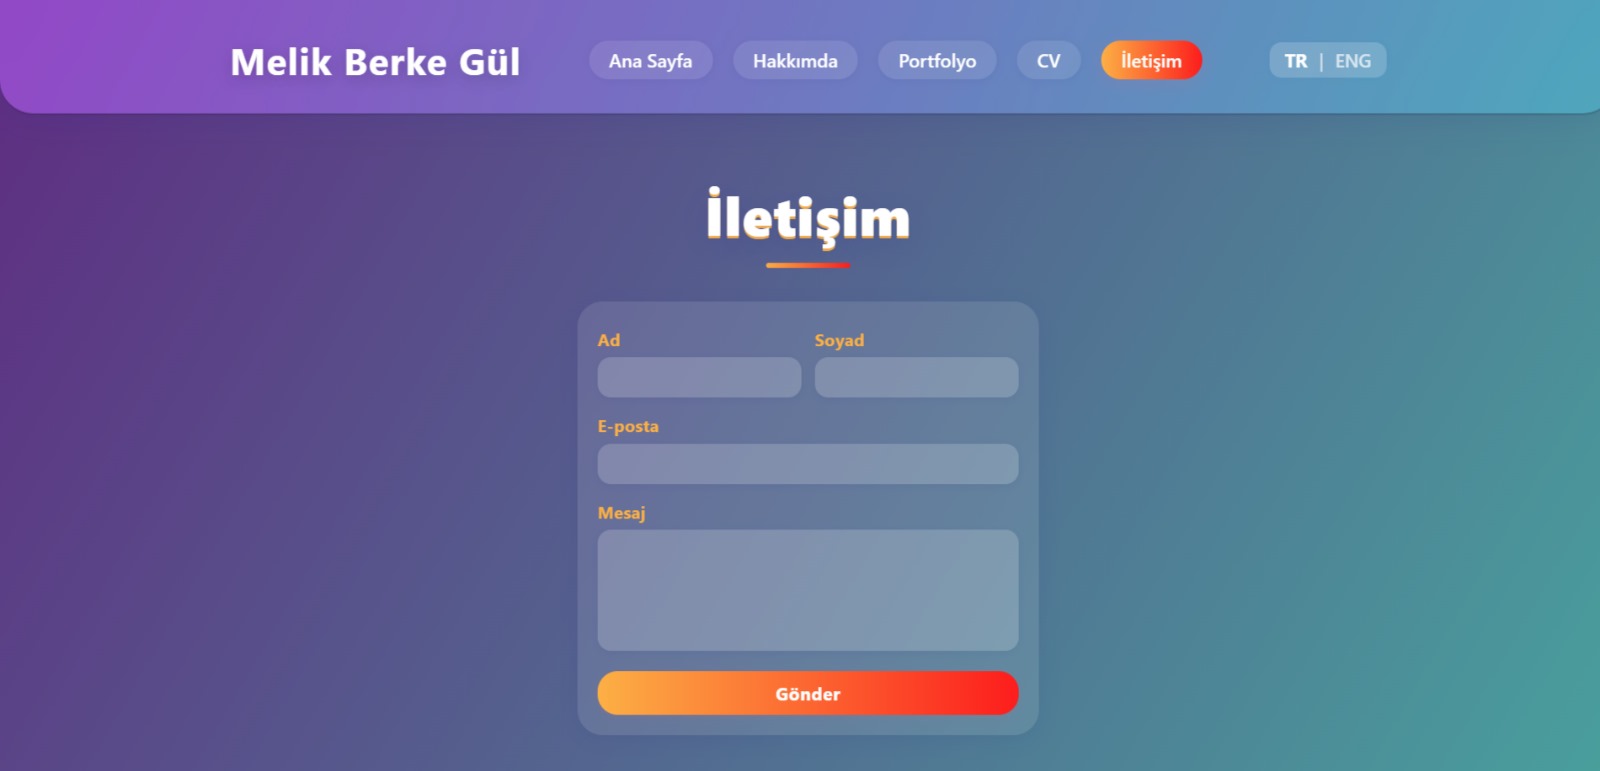 Melik Berke Gül
Ana Sayfa
Hakkımda
Portfolyo
CV
İletişim
TR | ENG
İletişim
Ad
Soyad
E-posta
Mesaj
Gönder